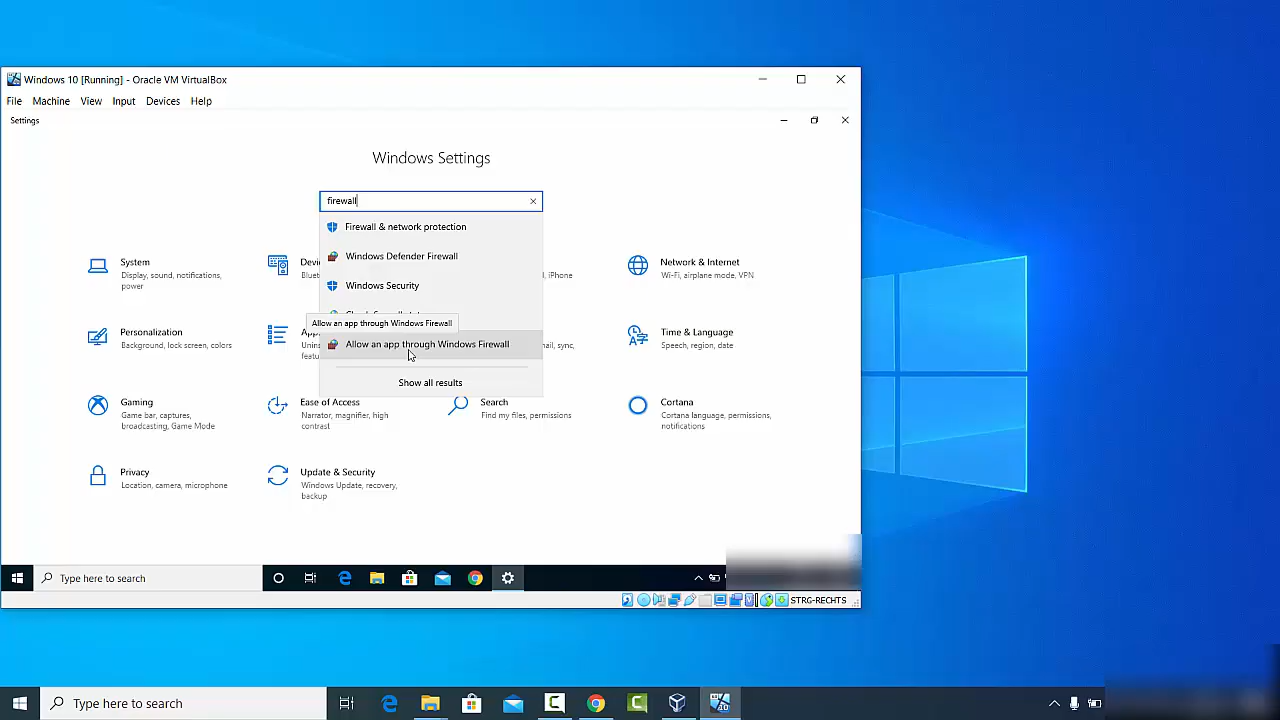 Windows 10 [Running] - Oracle VM VirtualBox
File Machine View Input Devices Help
Settings
Windows Settings
firewall
Firewall & network protection
Windows Defender Firewall
Windows Security
Allow an app through Windows Firewall
Allow an app through Windows Firewall
Show all results
System
Display, sound, notifications,
power
Network & Internet
Wi-Fi, airplane mode, VPN
iPhone
Personalization
Background, lock screen, colors
Time & Language
Speech, region, date
sync,
Gaming
Game bar, captures,
broadcasting, Game Mode
Ease of Access
Narrator, magnifier, high
contrast
Search
Find my files, permissions
Cortana
Cortana language, permissions,
notifications
Privacy
Location, camera, microphone
Update & Security
Windows Update, recovery,
backup
Type here to search
STRG-RECHTS
Type here to search